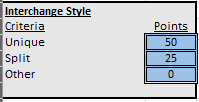 Interchange Style
Criteria Points
Unique 50
Split 25
Other 0